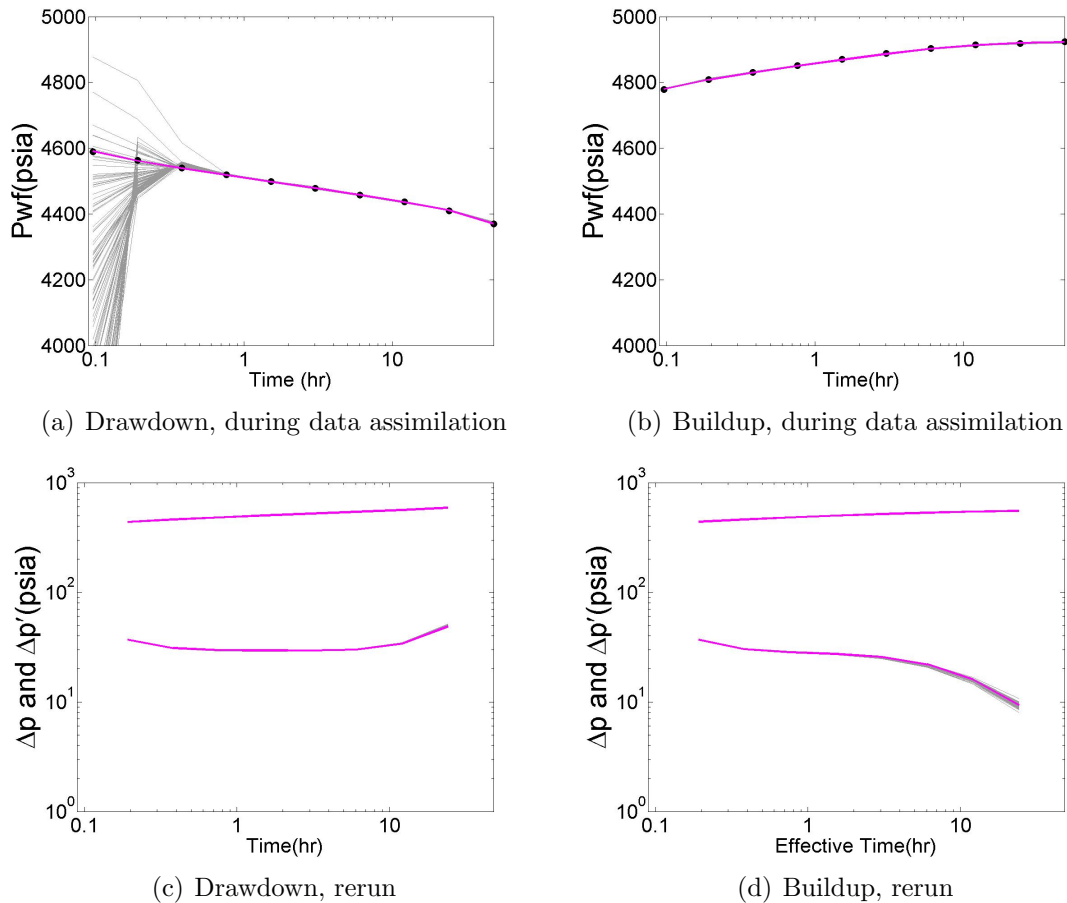 5000
4800
4600
4400
4200
4000
Pwf(psia)
0.1 1 10
Time (hr)
(a) Drawdown, during data assimilation
5000
4800
4600
4400
4200
4000
Pwf(psia)
0.1 1 10
Time(hr)
(b) Buildup, during data assimilation
10³
10²
10¹
10⁰
Δp and Δp′(psia)
0.1 1 10
Time(hr)
(c) Drawdown, rerun
10³
10²
10¹
10⁰
Δp and Δp′(psia)
0.1 1 10
Effective Time(hr)
(d) Buildup, rerun